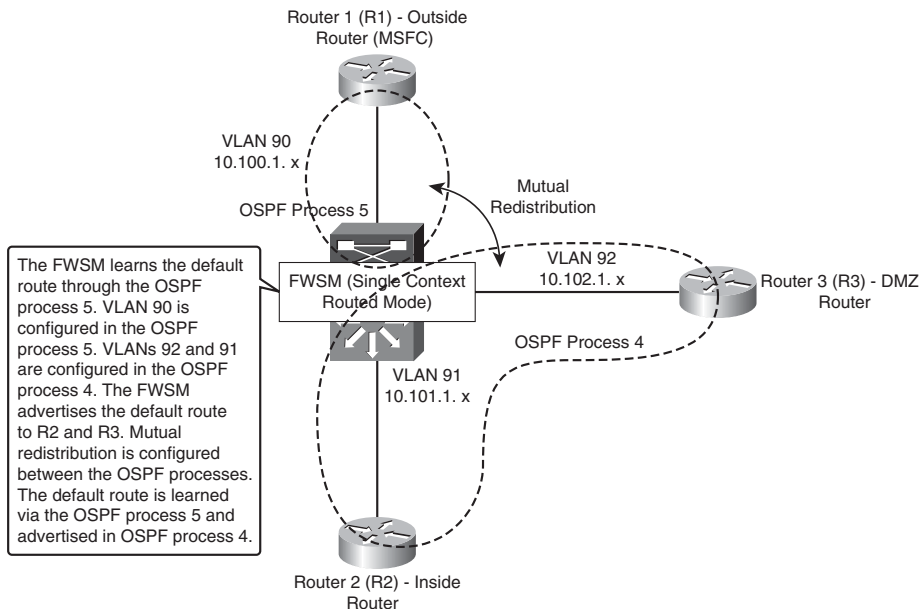 Router 1 (R1) - Outside
Router (MSFC)
VLAN 90
10.100.1. x
Mutual
Redistribution
OSPF Process 5
The FWSM learns the default
route through the OSPF
process 5. VLAN 90 is
configured in the OSPF
process 5. VLANs 92 and 91
are configured in the OSPF
process 4. The FWSM
advertises the default route
to R2 and R3. Mutual
redistribution is configured
between the OSPF processes.
The default route is learned
via the OSPF process 5 and
advertised in OSPF process 4.
FWSM (Single Context
Routed Mode)
VLAN 92
10.102.1. x
Router 3 (R3) - DMZ
Router
OSPF Process 4
VLAN 91
10.101.1. x
Router 2 (R2) - Inside
Router